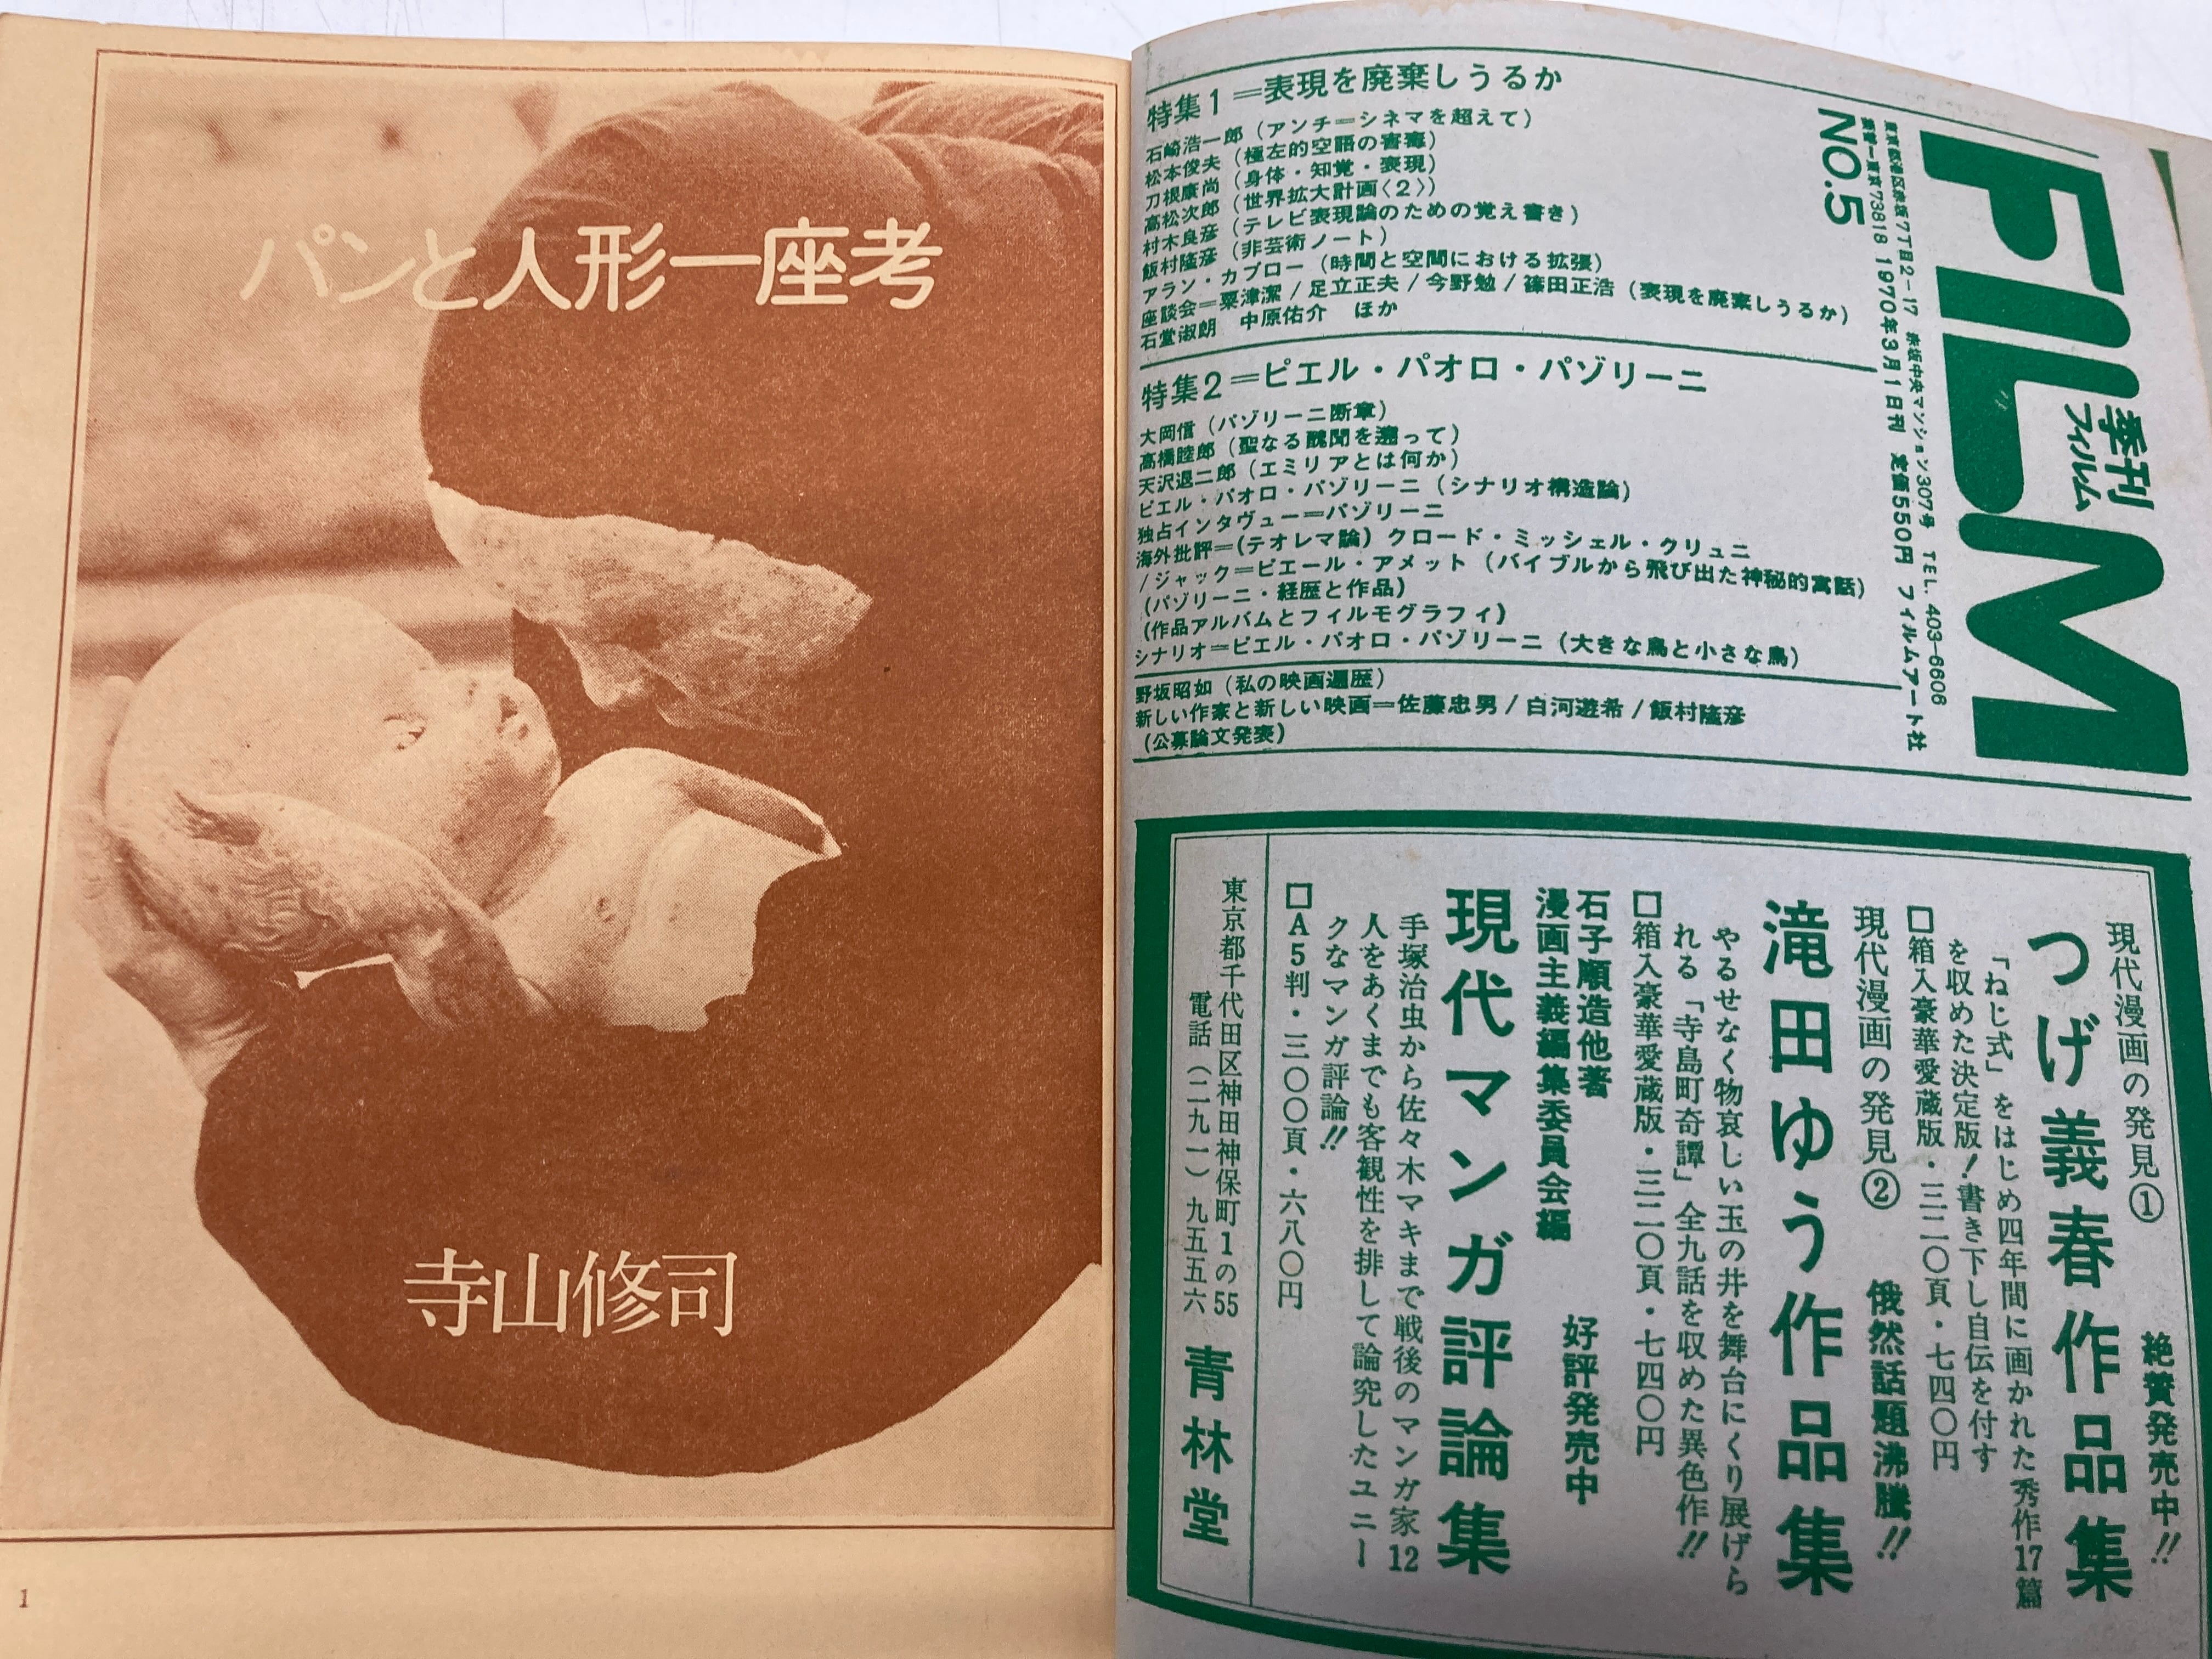 パンと人形一座考
寺山修司
1
FILM
季刊
フィルム
NO.5
1970年3月1日刊 定価550円 フィルムアート社
赤坂中央マンション307号 TEL. 403-6606
特集1＝表現を廃棄しうるか
石崎浩一郎（アンチ＝シネマを超えて）
松本俊夫（極左的空語の害毒）
刀根康尚（身体・知覚・表現）
高松次郎（世界拡大計画〈2〉）
村木良彦（テレビ表現論のための覚え書き）
飯村隆彦（非芸術ノート）
アラン・カプロー（時間と空間における拡張）
座談会＝粟津潔/足立正夫/今野勉/篠田正浩（表現を廃棄しうるか）
石堂淑朗 中原佑介 ほか
特集2＝ピエル・パオロ・パゾリーニ
大岡信（パゾリーニ断章）
高橋睦郎（聖なる醜聞を遡って）
天沢退二郎（エミリアとは何か）
ピエル・パオロ・パゾリーニ（シナリオ構造論）
独占インタヴュー＝パゾリーニ
海外批評＝（テオレマ論）クロード・ミッシェル・クリュニ
/ジャック＝ピエール・アメット（バイブルから飛び出た神秘的寓話）
（パゾリーニ・経歴と作品）
（作品アルバムとフィルモグラフィ）
シナリオ＝ピエル・パオロ・パゾリーニ（大きな鳥と小さな鳥）
野坂昭如（私の映画遍歴）
新しい作家と新しい映画＝佐藤忠男/白河遊希/飯村隆彦
（公募論文発表）
現代漫画の発見① 絶賛発売中!!
つげ義春作品集
「ねじ式」をはじめ四年間に画かれた秀作17篇
を収めた決定版！書き下し自伝を付す
□箱入豪華愛蔵版・三二〇頁・七四〇円
現代漫画の発見② 俄然話題沸騰!!
滝田ゆう作品集
やるせなく物哀しい玉の井を舞台にくり展げら
れる「寺島町奇譚」全九話を収めた異色作!!
□箱入豪華愛蔵版・三二〇頁・七四〇円
石子順造他著
漫画主義編集委員会編 好評発売中
現代マンガ評論集
手塚治虫から佐々木マキまで戦後のマンガ家12
人をあくまでも客観性を排して論究したユニー
クなマンガ評論!!
□A5判・三〇〇頁・六八〇円
東京都千代田区神田神保町1の55
電話（二九一）九五五六 青林堂